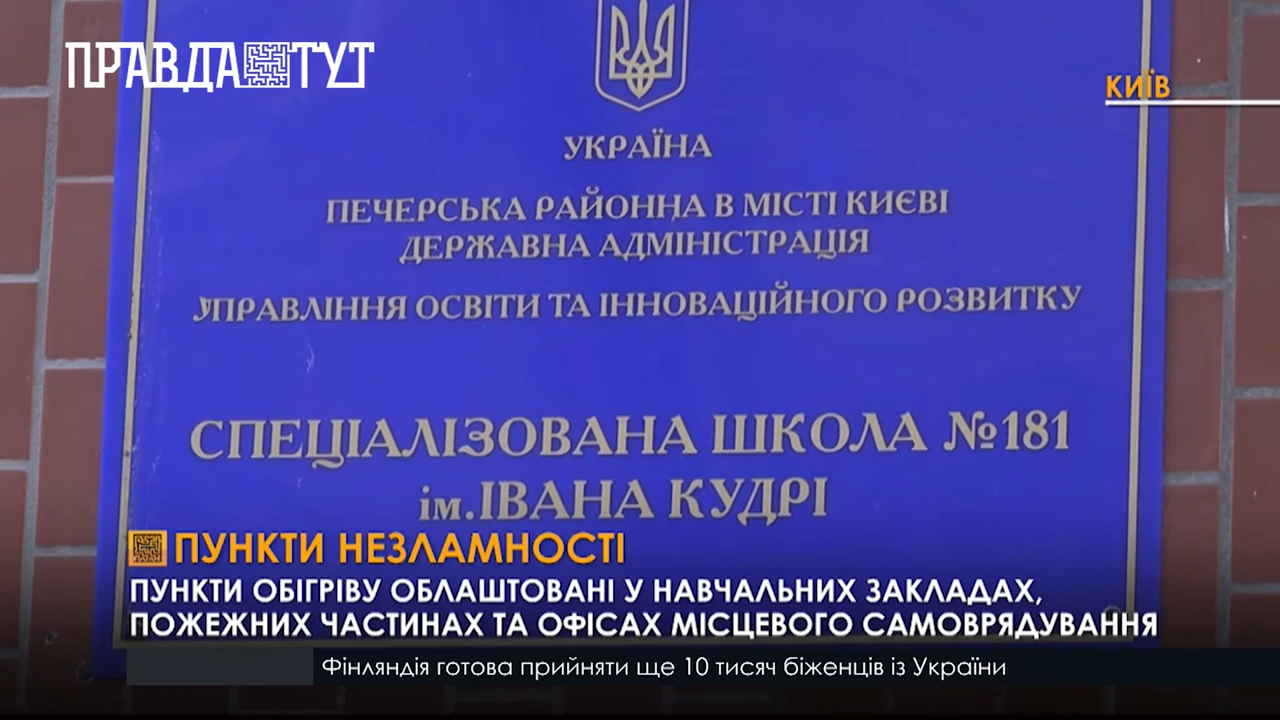 ПРАВДА ТУТ
КИЇВ
УКРАЇНА
ПЕЧЕРСЬКА РАЙОННА В МІСТІ КИЄВІ
ДЕРЖАВНА АДМІНІСТРАЦІЯ
УПРАВЛІННЯ ОСВІТИ ТА ІННОВАЦІЙНОГО РОЗВИТКУ
СПЕЦІАЛІЗОВАНА ШКОЛА №181
ім.ІВАНА КУДРІ
ПУНКТИ НЕЗЛАМНОСТІ
ПУНКТИ ОБІГРІВУ ОБЛАШТОВАНІ У НАВЧАЛЬНИХ ЗАКЛАДАХ,
ПОЖЕЖНИХ ЧАСТИНАХ ТА ОФІСАХ МІСЦЕВОГО САМОВРЯДУВАННЯ
Фінляндія готова прийняти ще 10 тисяч біженців із України